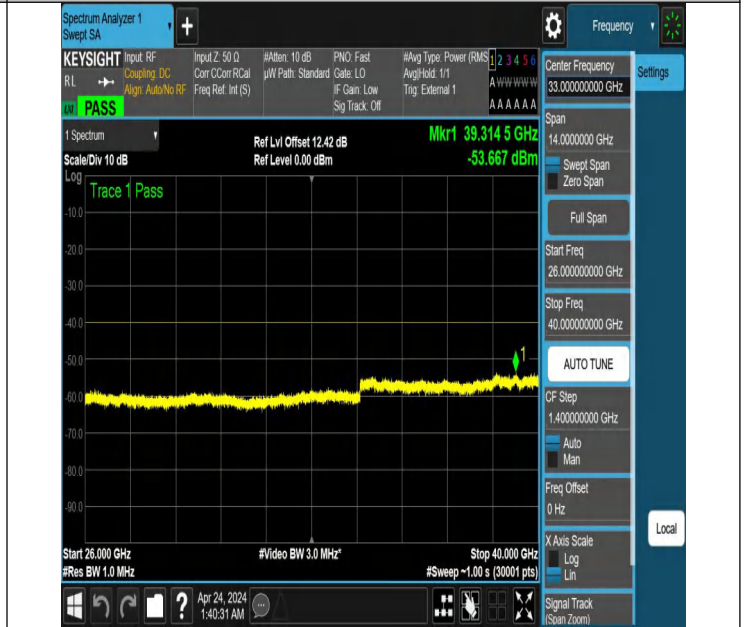 Spectrum Analyzer 1
Swept SA
+
Frequency
KEYSIGHT
Input: RF
Input Z: 50 Ω
#Atten: 10 dB
PNO: Fast
#Avg Type: Power (RMS
1 2 3 4 5 6
RL
Coupling: DC
Corr CCorr RCal
µW Path: Standard
Gate: LO
Avg|Hold: 1/1
A W W W W W
Align: Auto/No RF
Freq Ref: Int (S)
IF Gain: Low
Trig: External 1
PASS
Sig Track: Off
A A A A A A
1 Spectrum
Ref Lvl Offset 12.42 dB
Mkr1 39.314 5 GHz
Scale/Div 10 dB
Ref Level 0.00 dBm
-53.667 dBm
Log
Trace 1 Pass
-10.0
-20.0
-30.0
-40.0
-50.0
1
-60.0
-70.0
-80.0
-90.0
Start 26.000 GHz
#Video BW 3.0 MHz*
Stop 40.000 GHz
#Res BW 1.0 MHz
#Sweep ~1.00 s (30001 pts)
Center Frequency
33.000000000 GHz
Settings
Span
14.0000000 GHz
Swept Span
Zero Span
Full Span
Start Freq
26.000000000 GHz
Stop Freq
40.000000000 GHz
AUTO TUNE
CF Step
1.400000000 GHz
Auto
Man
Freq Offset
0 Hz
X Axis Scale
Log
Lin
Local
Signal Track
(Span Zoom)
?
Apr 24, 2024
1:40:31 AM